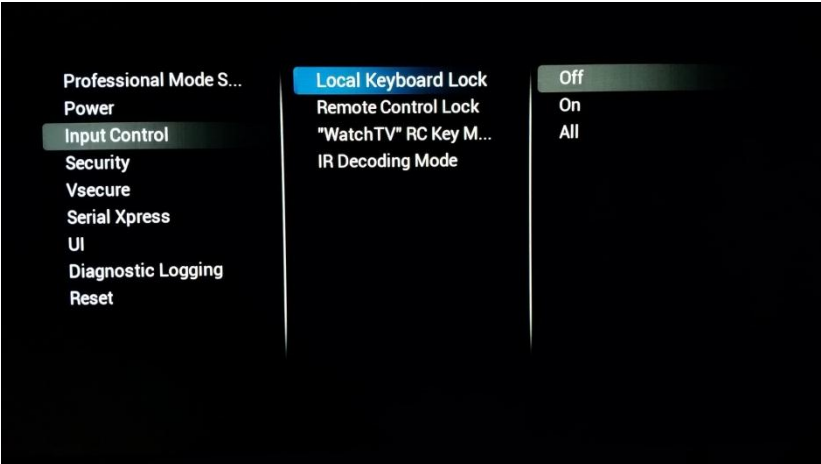 Professional Mode S...
Power
Input Control
Security
Vsecure
Serial Xpress
UI
Diagnostic Logging
Reset
Local Keyboard Lock
Remote Control Lock
"WatchTV" RC Key M...
IR Decoding Mode
Off
On
All